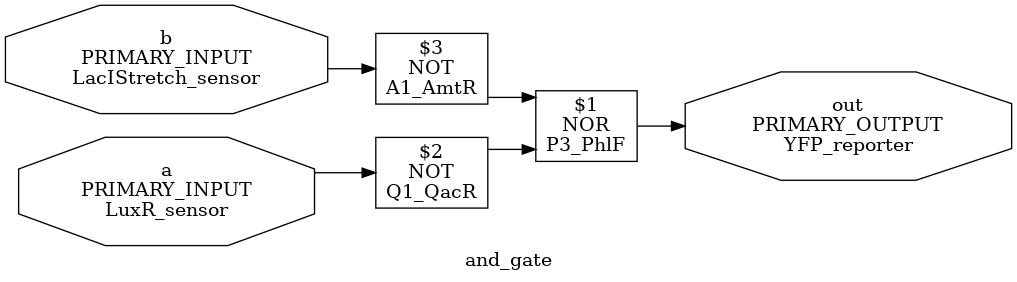 b
PRIMARY_INPUT
LacIStretch_sensor
$3
NOT
A1_AmtR
a
PRIMARY_INPUT
LuxR_sensor
$2
NOT
Q1_QacR
$1
NOR
P3_PhlF
out
PRIMARY_OUTPUT
YFP_reporter
and_gate